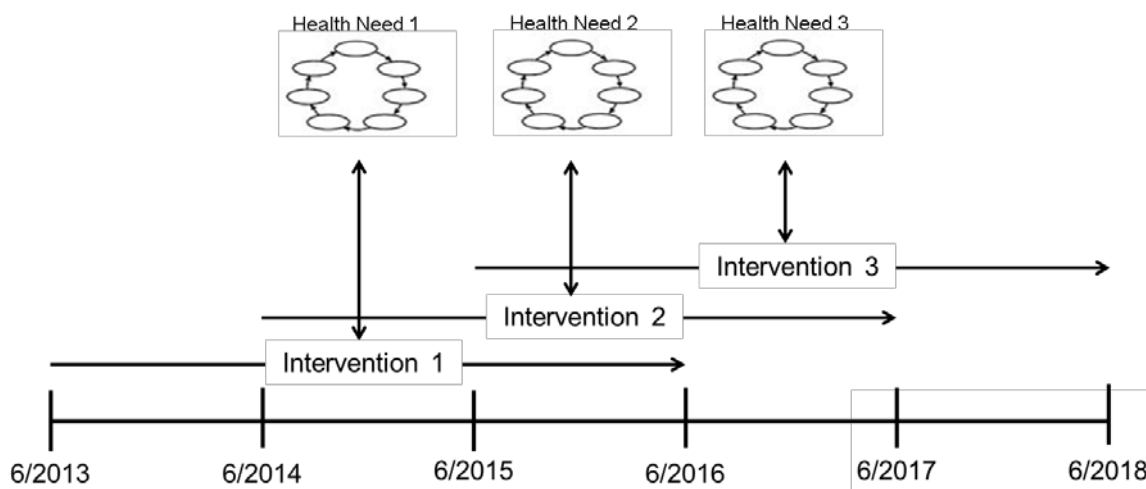 Health Need 1
Health Need 2
Health Need 3
Intervention 3
Intervention 2
Intervention 1
6/2013
6/2014
6/2015
6/2016
6/2017
6/2018